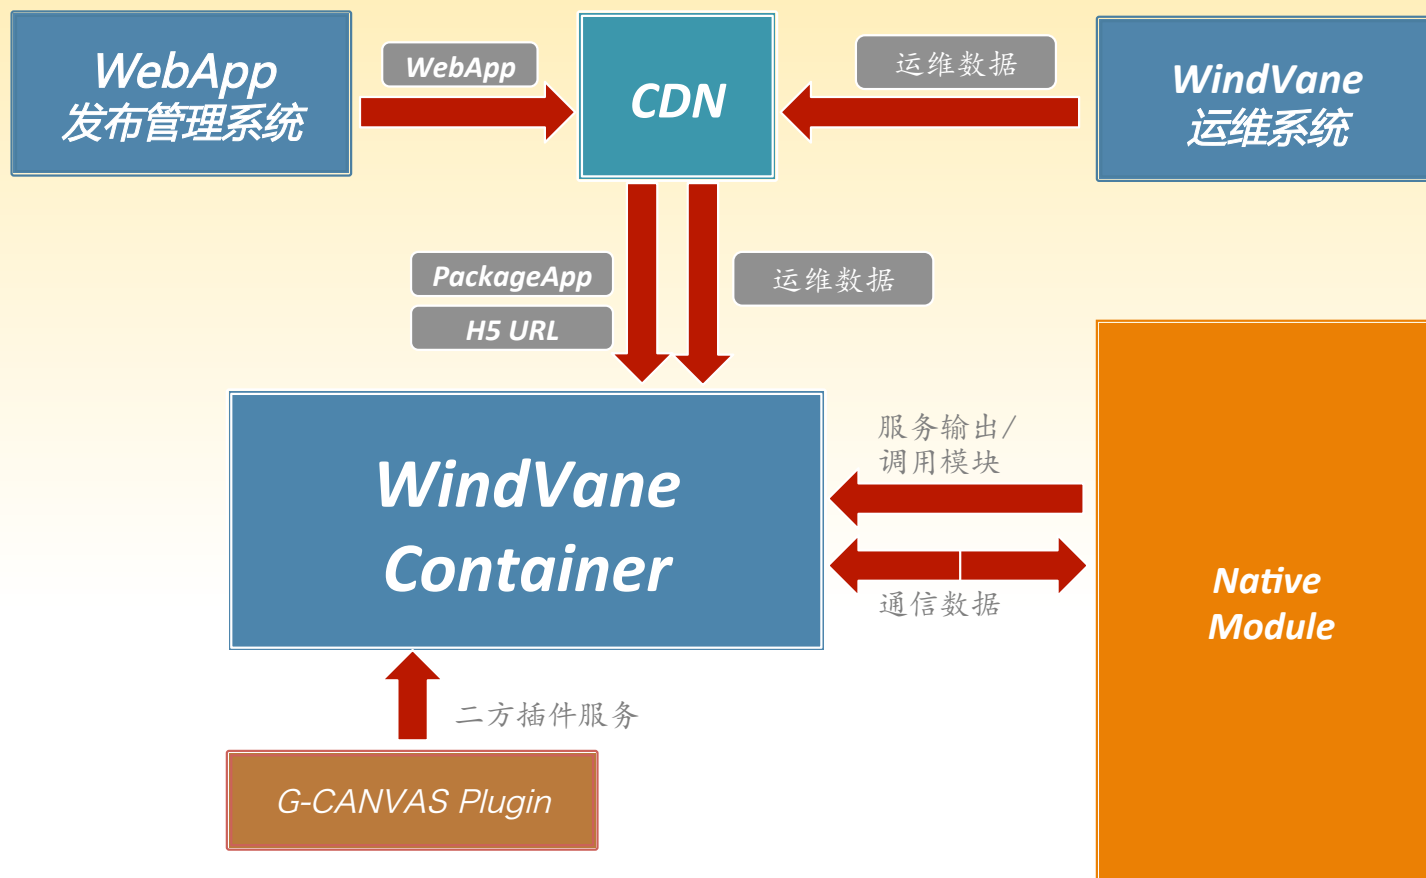 WebApp
发布管理系统
WebApp
CDN
运维数据
WindVane
运维系统
PackageApp
H5 URL
运维数据
WindVane
Container
服务输出/
调用模块
通信数据
Native
Module
二方插件服务
G-CANVAS Plugin